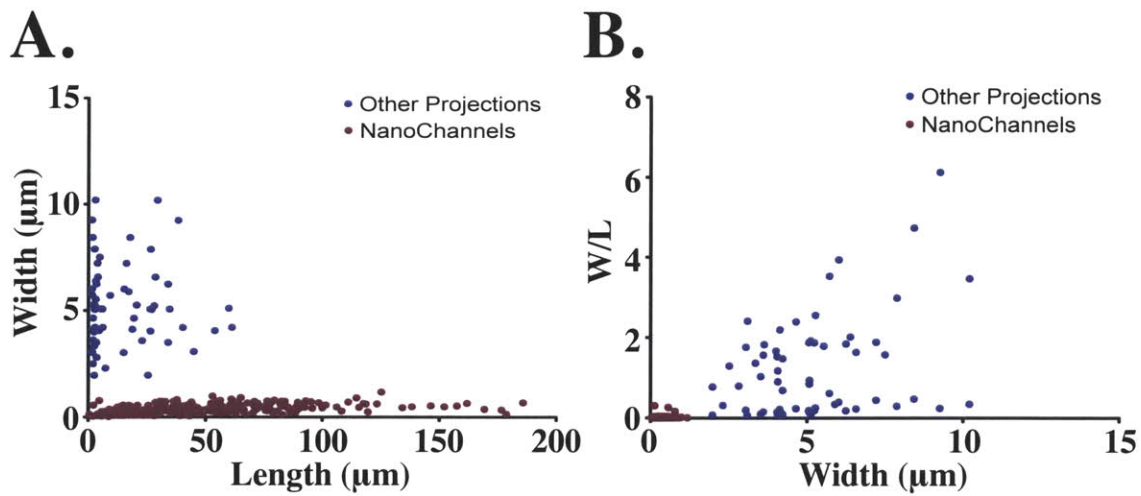 A.
B.
15
10
5
0
Width (µm)
Other Projections
NanoChannels
0 50 100 150 200
Length (µm)
8
6
4
2
0
W/L
Other Projections
NanoChannels
0 5 10 15
Width (µm)